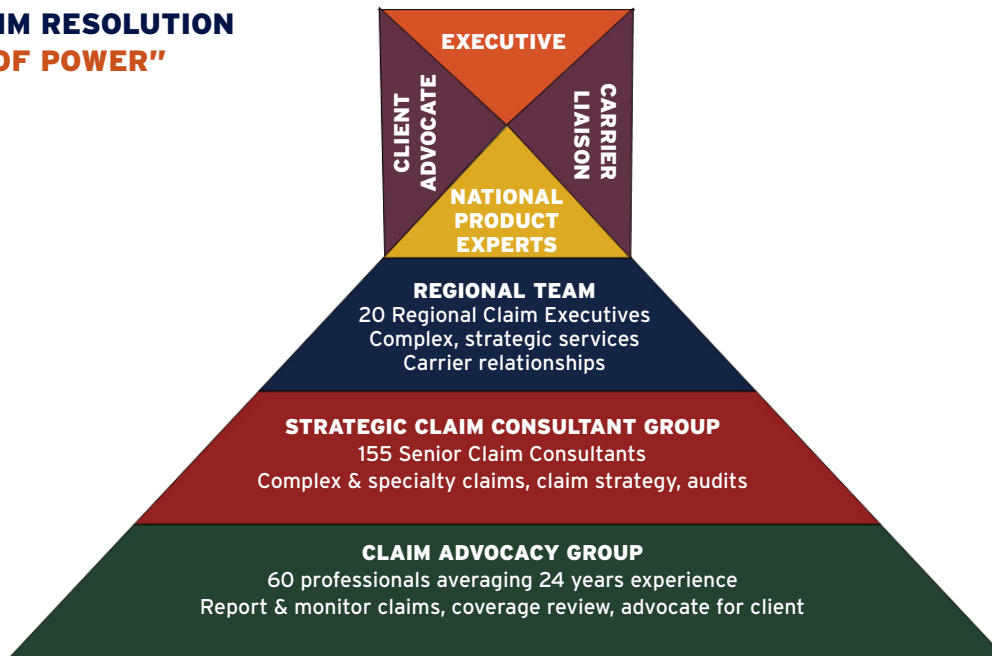 IM RESOLUTION
OF POWER”
EXECUTIVE
CLIENT
ADVOCATE
CARRIER
LIAISON
NATIONAL
PRODUCT
EXPERTS
REGIONAL TEAM
20 Regional Claim Executives
Complex, strategic services
Carrier relationships
STRATEGIC CLAIM CONSULTANT GROUP
155 Senior Claim Consultants
Complex & specialty claims, claim strategy, audits
CLAIM ADVOCACY GROUP
60 professionals averaging 24 years experience
Report & monitor claims, coverage review, advocate for client